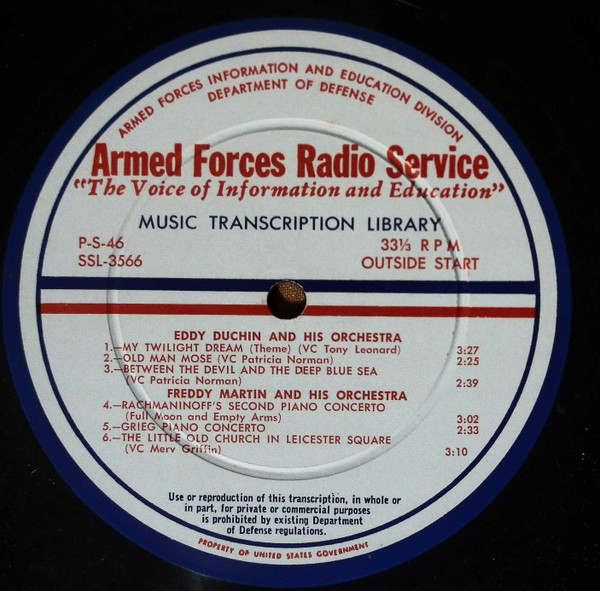 ARMED FORCES INFORMATION AND EDUCATION DIVISION
DEPARTMENT OF DEFENSE
Armed Forces Radio Service
"The Voice of Information and Education"
MUSIC TRANSCRIPTION LIBRARY
P-S-46 33⅓ R P M
SSL-3566 OUTSIDE START
EDDY DUCHIN AND HIS ORCHESTRA
1.—MY TWILIGHT DREAM (Theme) (VC Tony Leonard) 3:27
2.—OLD MAN MOSE (VC Patricia Norman) 2:25
3.—BETWEEN THE DEVIL AND THE DEEP BLUE SEA
(VC Patricia Norman) 2:39
FREDDY MARTIN AND HIS ORCHESTRA
4.—RACHMANINOFF'S SECOND PIANO CONCERTO
(Full Moon and Empty Arms) 3:02
5.—GRIEG PIANO CONCERTO 2:33
6.—THE LITTLE OLD CHURCH IN LEICESTER SQUARE
(VC Merv Griffin) 3:10
Use or reproduction of this transcription, in whole or
in part, for private or commercial purposes
is prohibited by existing Department
of Defense regulations.
PROPERTY OF UNITED STATES GOVERNMENT